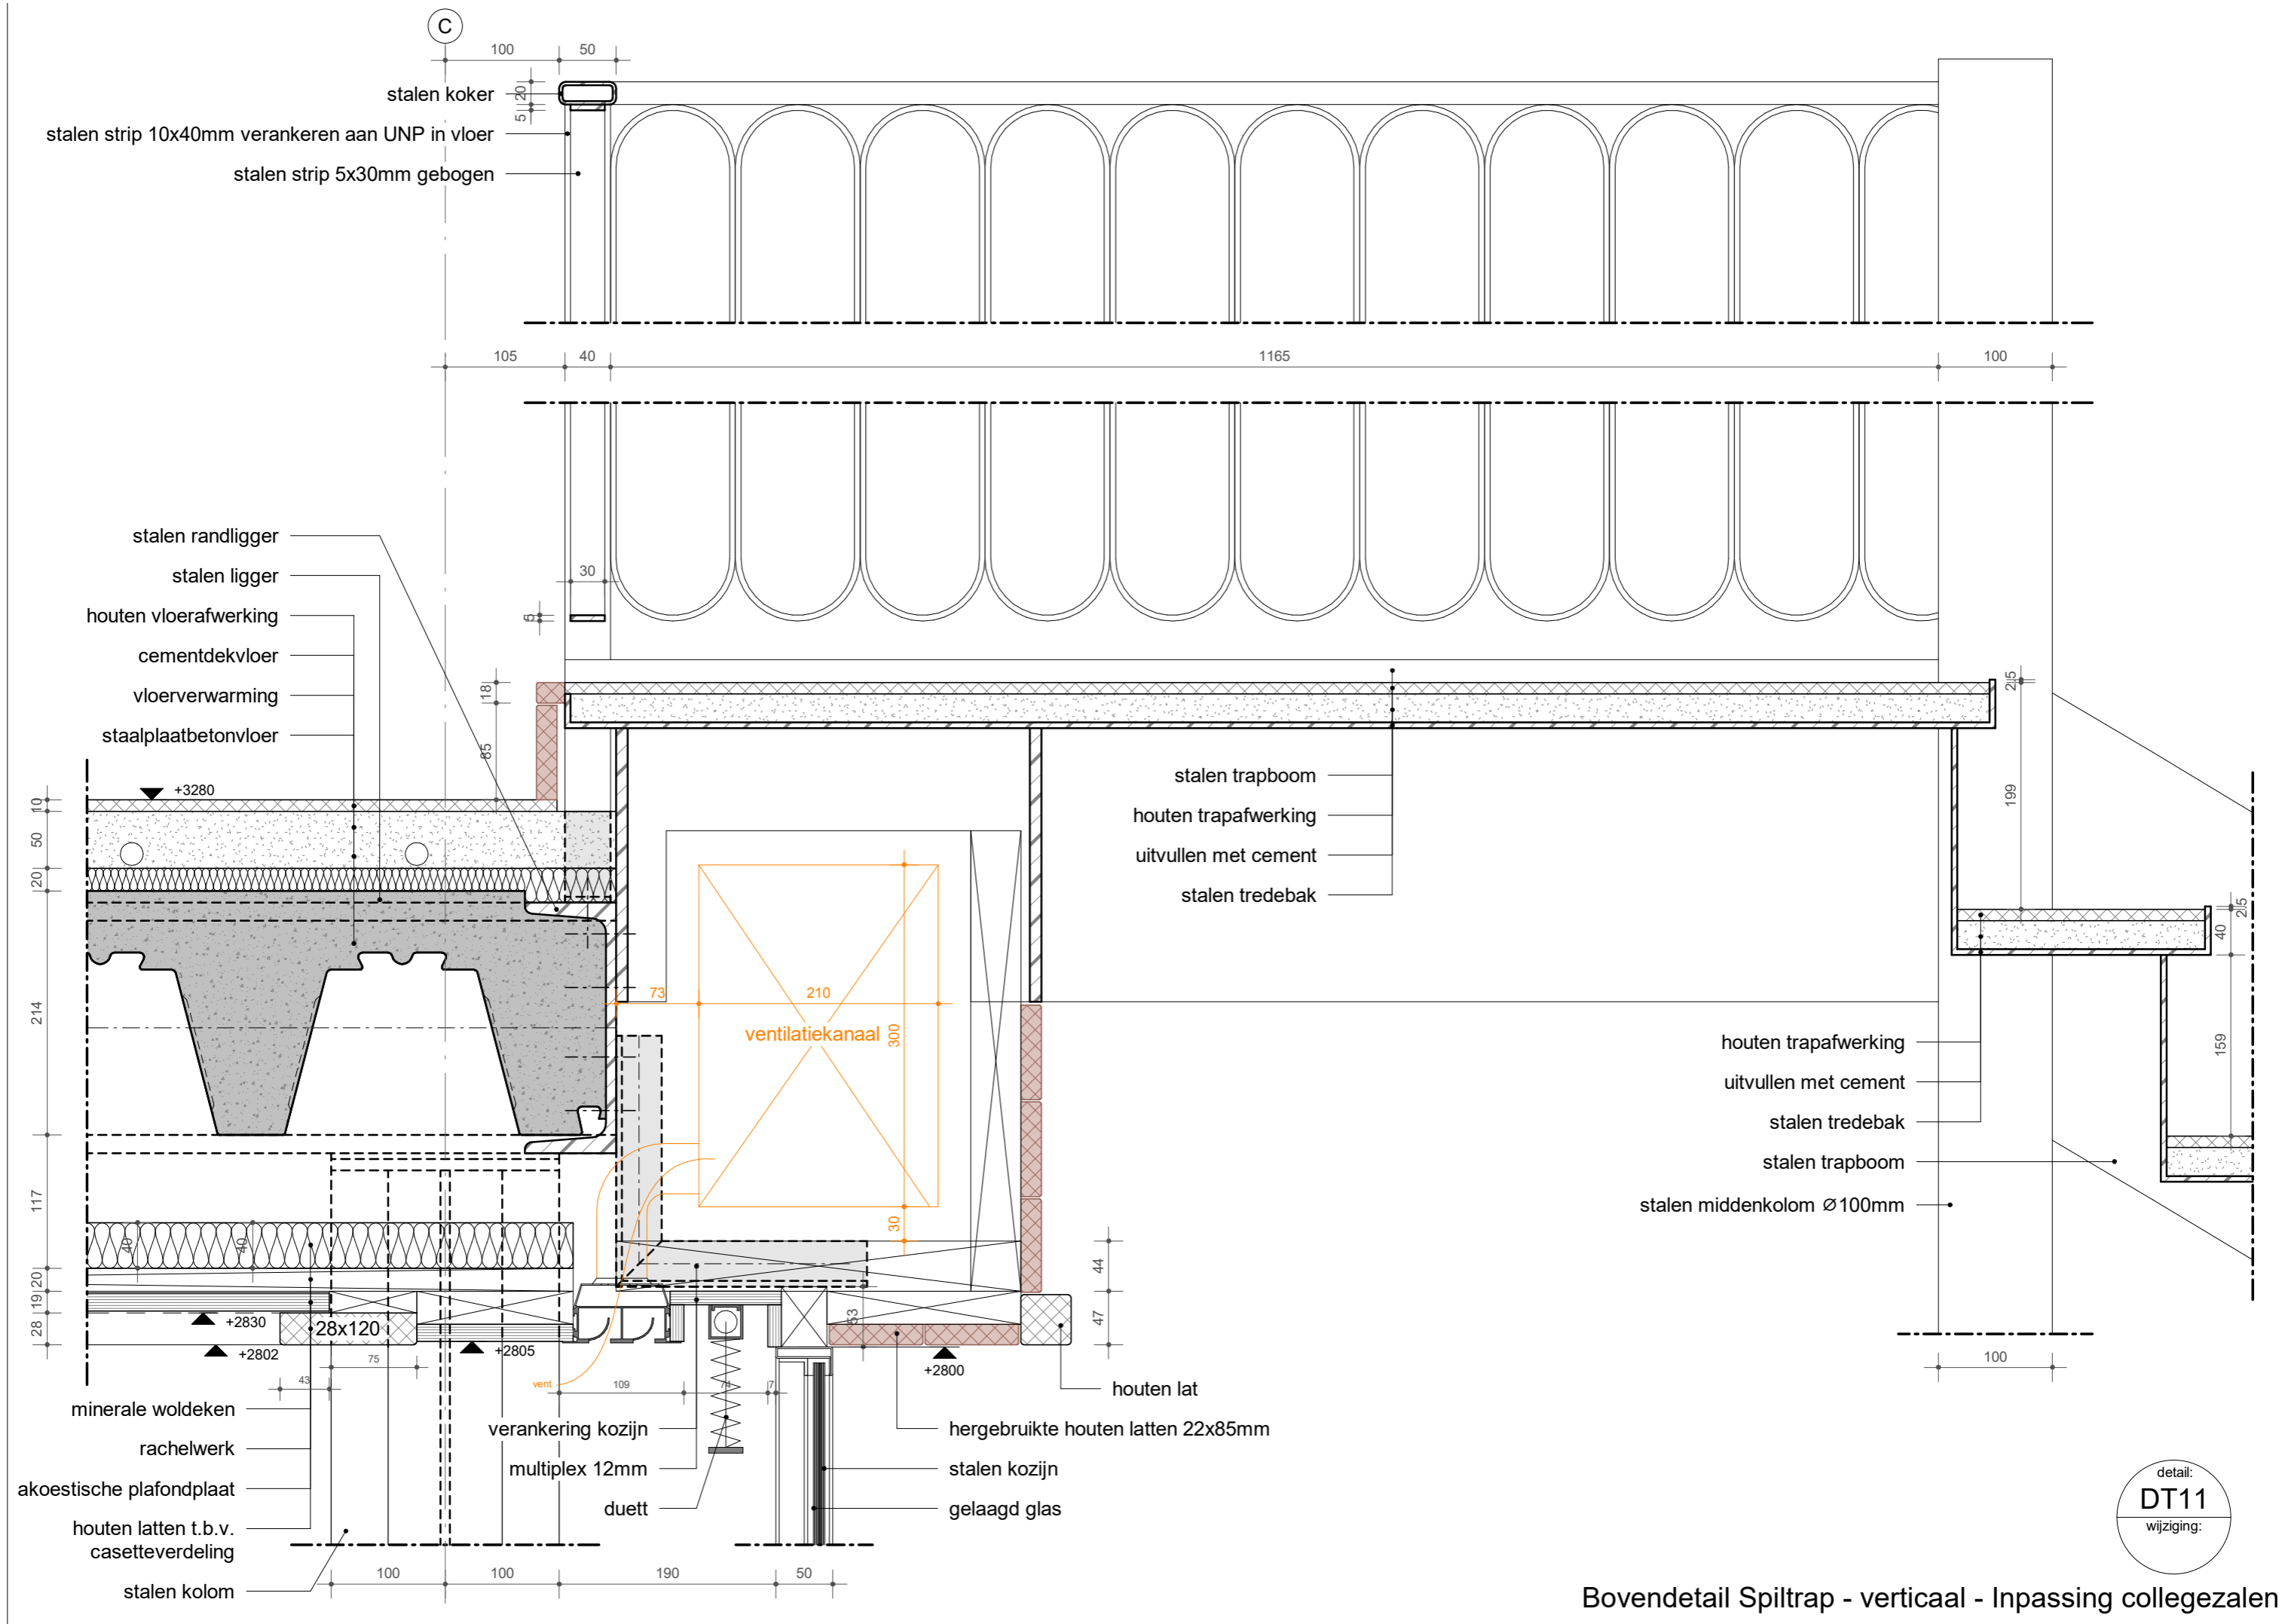 C
100
50
20
5
stalen koker
stalen strip 10x40mm verankeren aan UNP in vloer
stalen strip 5x30mm gebogen
105
40
1165
100
30
5
stalen randligger
stalen ligger
houten vloerafwerking
cementdekvloer
vloerverwarming
staalplaatbetonvloer
18
85
+3280
10
50
20
214
117
20
19
28
2,5
199
2,5
40
159
stalen trapboom
houten trapafwerking
uitvullen met cement
stalen tredebak
73
210
300
ventilatiekanaal
30
houten trapafwerking
uitvullen met cement
stalen tredebak
stalen trapboom
stalen middenkolom ∅100mm
40
40
44
47
53
+2830
28x120
+2802
+2805
+2800
75
43
vent
109
74
7
100
minerale woldeken
rachelwerk
akoestische plafondplaat
houten latten t.b.v.
casetteverdeling
stalen kolom
verankering kozijn
multiplex 12mm
duett
houten lat
hergebruikte houten latten 22x85mm
stalen kozijn
gelaagd glas
100
100
190
50
detail:
DT11
wijziging:
Bovendetail Spiltrap - verticaal - Inpassing collegezalen